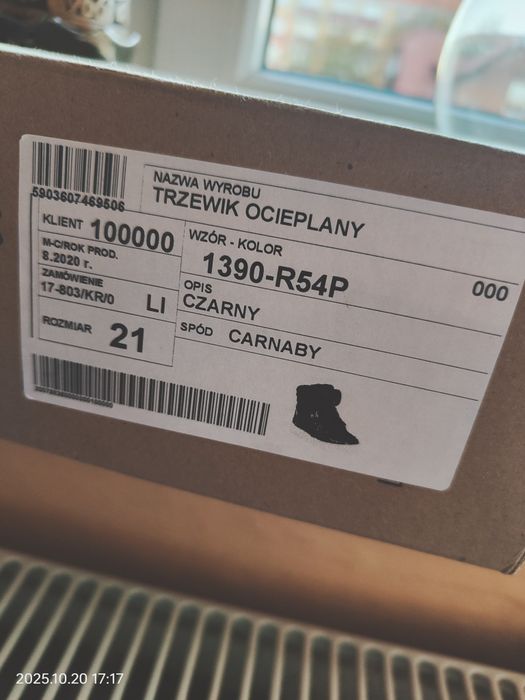 5903607469506
NAZWA WYROBU
TRZEWIK OCIEPLANY
KLIENT 100000
M-C/ROK PROD.
8.2020 r.
ZAMÓWIENIE
17-803/KR/0 LI
ROZMIAR 21
WZÓR - KOLOR
1390-R54P 000
OPIS
CZARNY
SPÓD CARNABY
2025.10.20 17:17